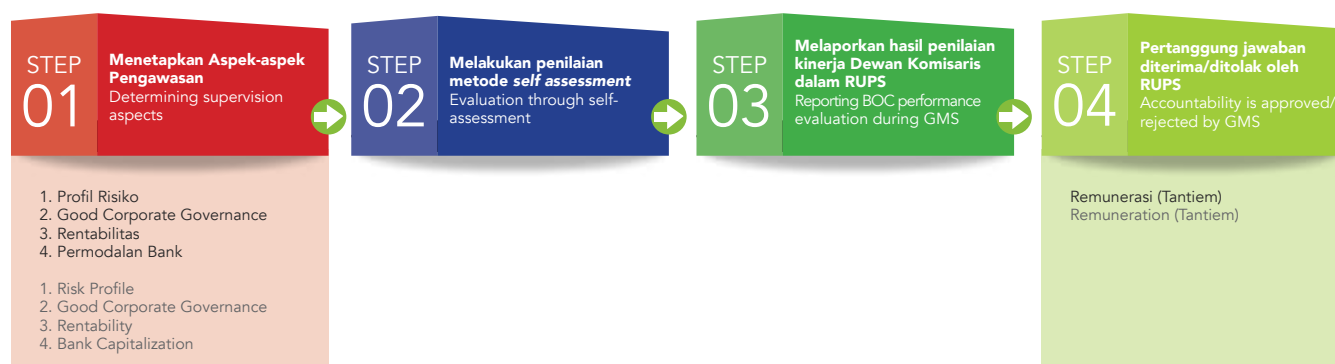 STEP
01
Menetapkan Aspek-aspek
Pengawasan
Determining supervision
aspects
STEP
02
Melakukan penilaian
metode self assessment
Evaluation through self-
assessment
STEP
03
Melaporkan hasil penilaian
kinerja Dewan Komisaris
dalam RUPS
Reporting BOC performance
evaluation during GMS
STEP
04
Pertanggung jawaban
diterima/ditolak oleh
RUPS
Accountability is approved/
rejected by GMS
1. Profil Risiko
2. Good Corporate Governance
3. Rentabilitas
4. Permodalan Bank
1. Risk Profile
2. Good Corporate Governance
3. Rentability
4. Bank Capitalization
Remunerasi (Tantiem)
Remuneration (Tantiem)